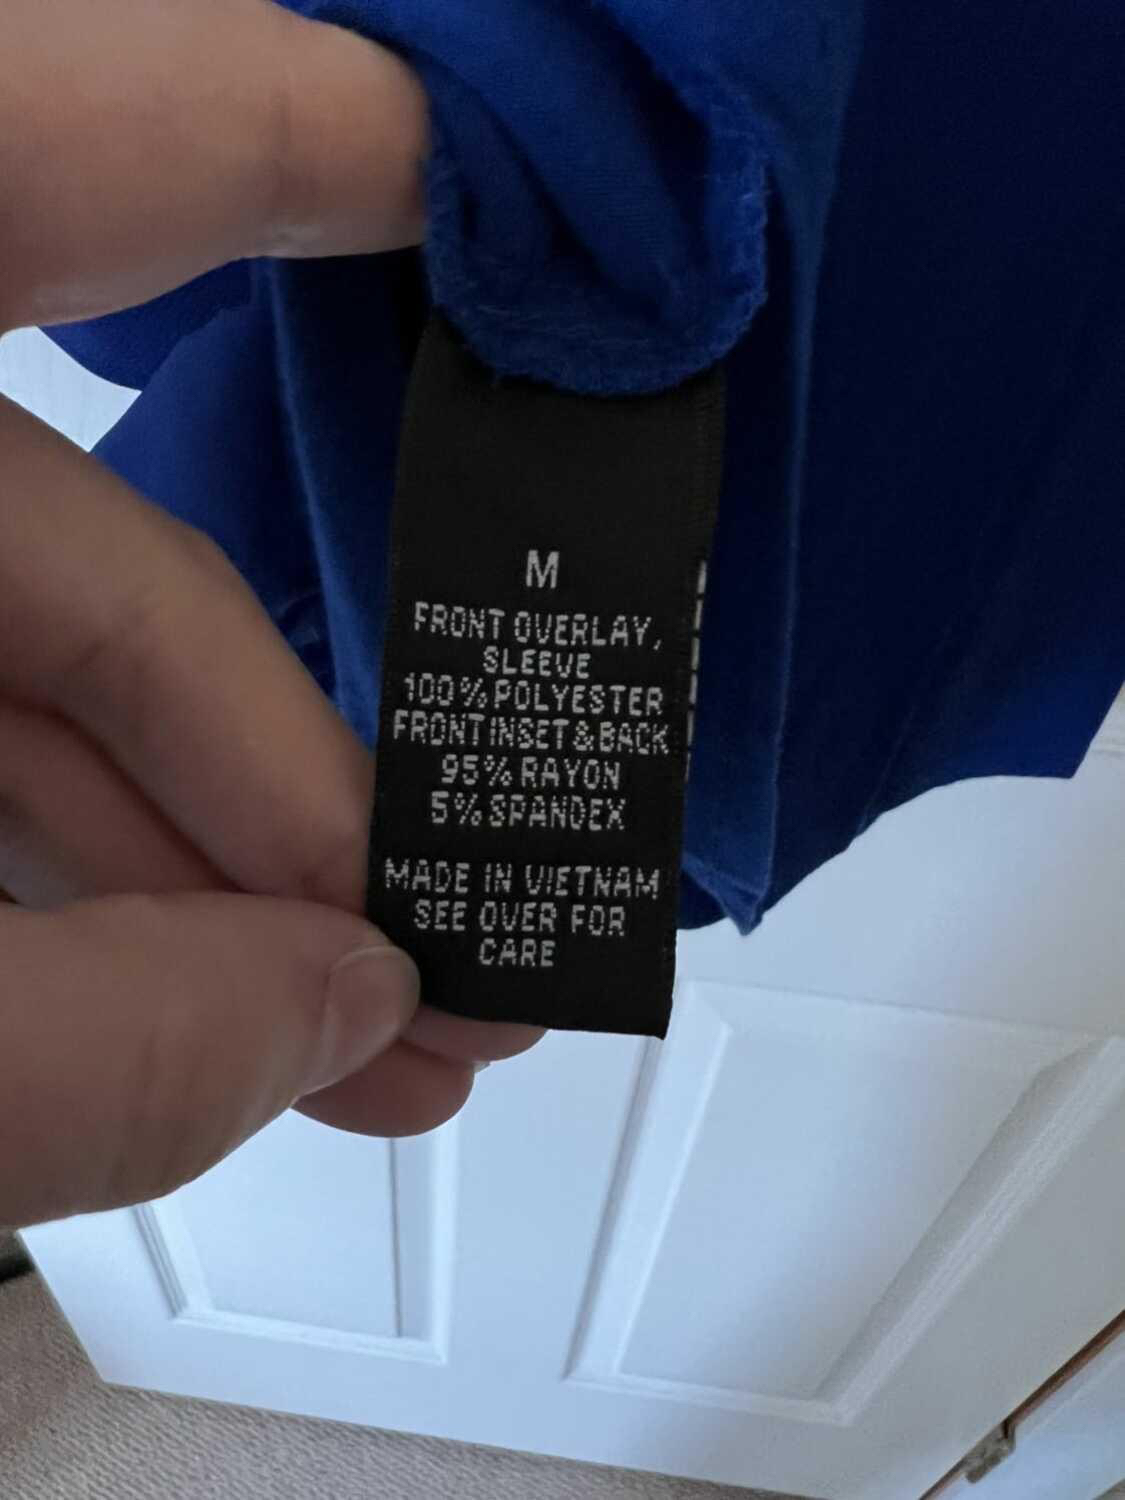 M
FRONT OVERLAY,
SLEEVE
100% POLYESTER
FRONT INSET & BACK
95% RAYON
5% SPANDEX
MADE IN VIETNAM
SEE OVER FOR
CARE